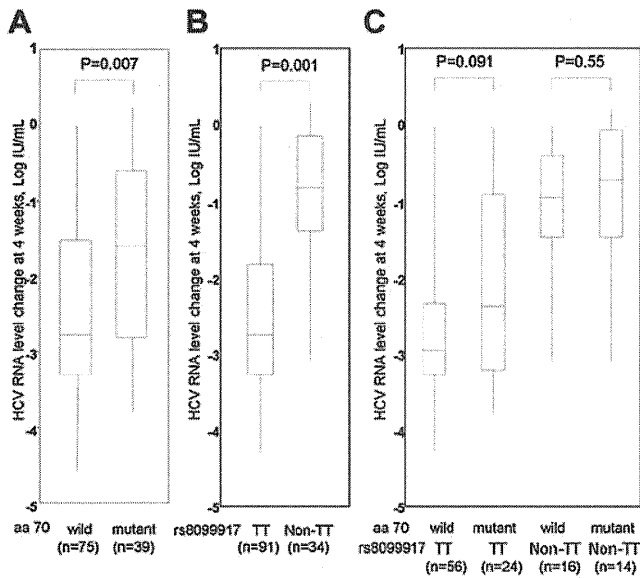 A
B
C
HCV RNA level change at 4 weeks, Log IU/mL
1
0
-1
-2
-3
-4
-5
P=0.007
aa 70 wild mutant
(n=75) (n=39)
HCV RNA level change at 4 weeks, Log IU/mL
1
0
-1
-2
-3
-4
-5
P=0.001
rs8099917 TT Non-TT
(n=91) (n=34)
HCV RNA level change at 4 weeks, Log IU/mL
1
0
-1
-2
-3
-4
-5
P=0.091
P=0.55
aa 70 wild mutant wild mutant
rs8099917 TT TT Non-TT Non-TT
(n=56) (n=24) (n=16) (n=14)